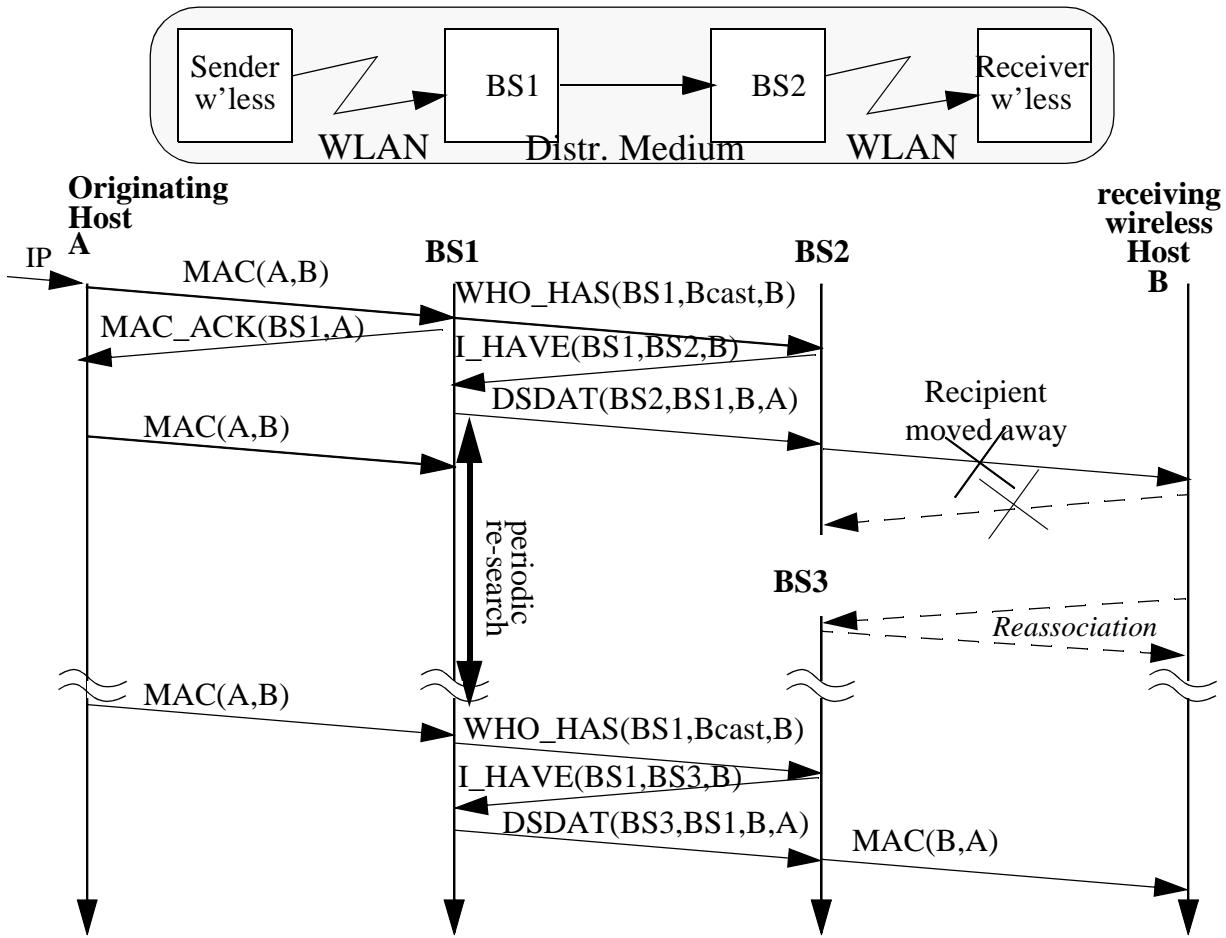 Sender
w'less
BS1
BS2
Receiver
w'less
WLAN
Distr. Medium
WLAN
Originating
Host
A
receiving
wireless
Host
B
BS1
BS2
IP
MAC(A,B)
WHO_HAS(BS1,Bcast,B)
MAC_ACK(BS1,A)
I_HAVE(BS1,BS2,B)
DSDAT(BS2,BS1,B,A)
Recipient
moved away
MAC(A,B)
periodic
re-search
BS3
Reassociation
MAC(A,B)
WHO_HAS(BS1,Bcast,B)
I_HAVE(BS1,BS3,B)
DSDAT(BS3,BS1,B,A)
MAC(B,A)